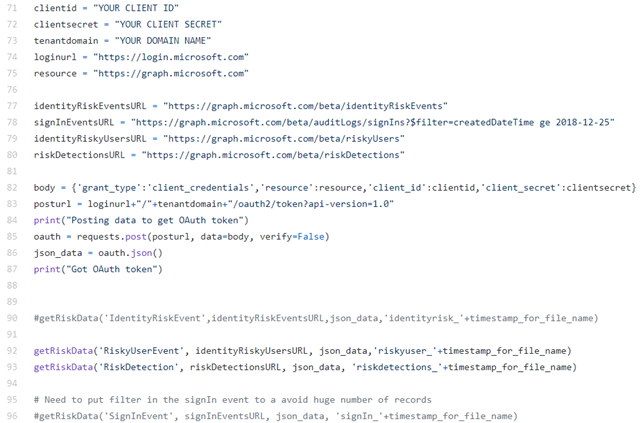 71 clientid = "YOUR CLIENT ID"
72 clientsecret = "YOUR CLIENT SECRET"
73 tenantdomain = "YOUR DOMAIN NAME"
74 loginurl = "https://login.microsoft.com"
75 resource = "https://graph.microsoft.com"
76
77 identityRiskEventsURL = "https://graph.microsoft.com/beta/identityRiskEvents"
78 signInEventsURL = "https://graph.microsoft.com/beta/auditLogs/signIns?$filter=createdDateTime ge 2018-12-25"
79 identityRiskyUsersURL = "https://graph.microsoft.com/beta/riskyUsers"
80 riskDetectionsURL = "https://graph.microsoft.com/beta/riskDetections"
81
82 body = {'grant_type':'client_credentials','resource':resource,'client_id':clientid,'client_secret':clientsecret}
83 posturl = loginurl+"/"+tenantdomain+"/oauth2/token?api-version=1.0"
84 print("Posting data to get OAuth token")
85 oauth = requests.post(posturl, data=body, verify=False)
86 json_data = oauth.json()
87 print("Got OAuth token")
88
89
90 #getRiskData('IdentityRiskEvent',identityRiskEventsURL,json_data,'identityrisk_'+timestamp_for_file_name)
91
92 getRiskData('RiskyUserEvent', identityRiskyUsersURL, json_data,'riskyuser_'+timestamp_for_file_name)
93 getRiskData('RiskDetection', riskDetectionsURL, json_data, 'riskdetections_'+timestamp_for_file_name)
94
95 # Need to put filter in the signIn event to a avoid huge number of records
96 #getRiskData('SignInEvent', signInEventsURL, json_data, 'signIn_'+timestamp_for_file_name)